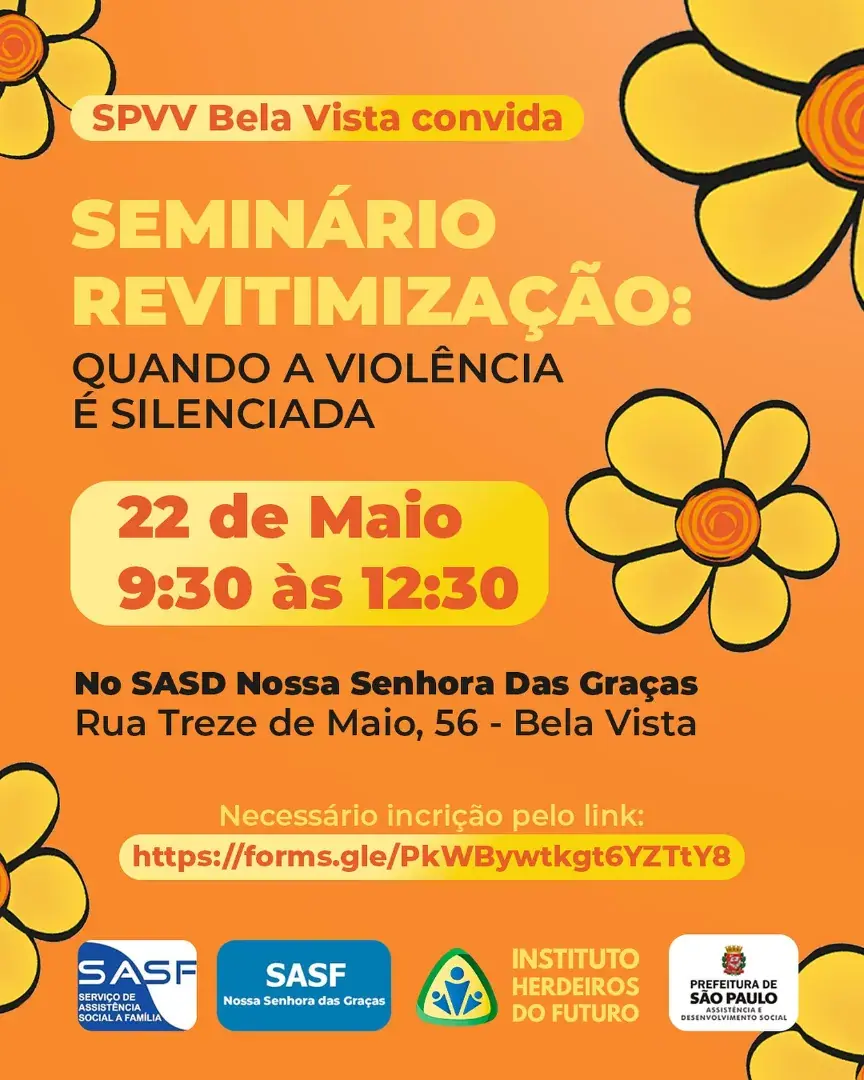 SPVV Bela Vista convida
SEMINÁRIO
REVITIMIZAÇÃO:
QUANDO A VIOLÊNCIA
É SILENCIADA
22 de Maio
9:30 às 12:30
No SASD Nossa Senhora Das Graças
Rua Treze de Maio, 56 - Bela Vista
Necessário incrição pelo link:
https://forms.gle/PkWBywtkgt6YZTtY8
SASF
SERVIÇO DE
ASSISTÊNCIA
SOCIAL A FAMÍLIA
SASF
Nossa Senhora das Graças
INSTITUTO
HERDEIROS
DO FUTURO
PREFEITURA DE
SÃO PAULO
ASSISTÊNCIA E
DESENVOLVIMENTO SOCIAL